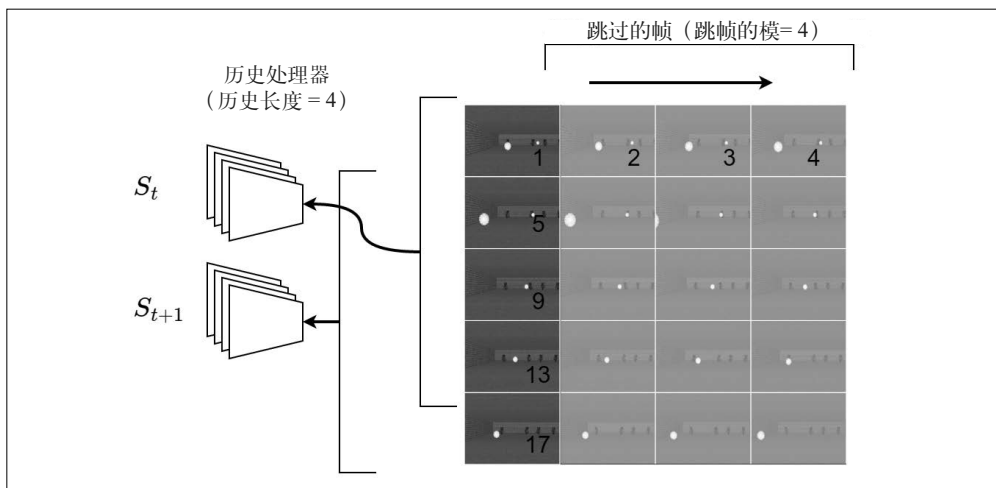 跳过的帧（跳帧的模= 4）
历史处理器
（历史长度 = 4）
1 2 3 4
S_t
5
9
S_{t+1}
13
17